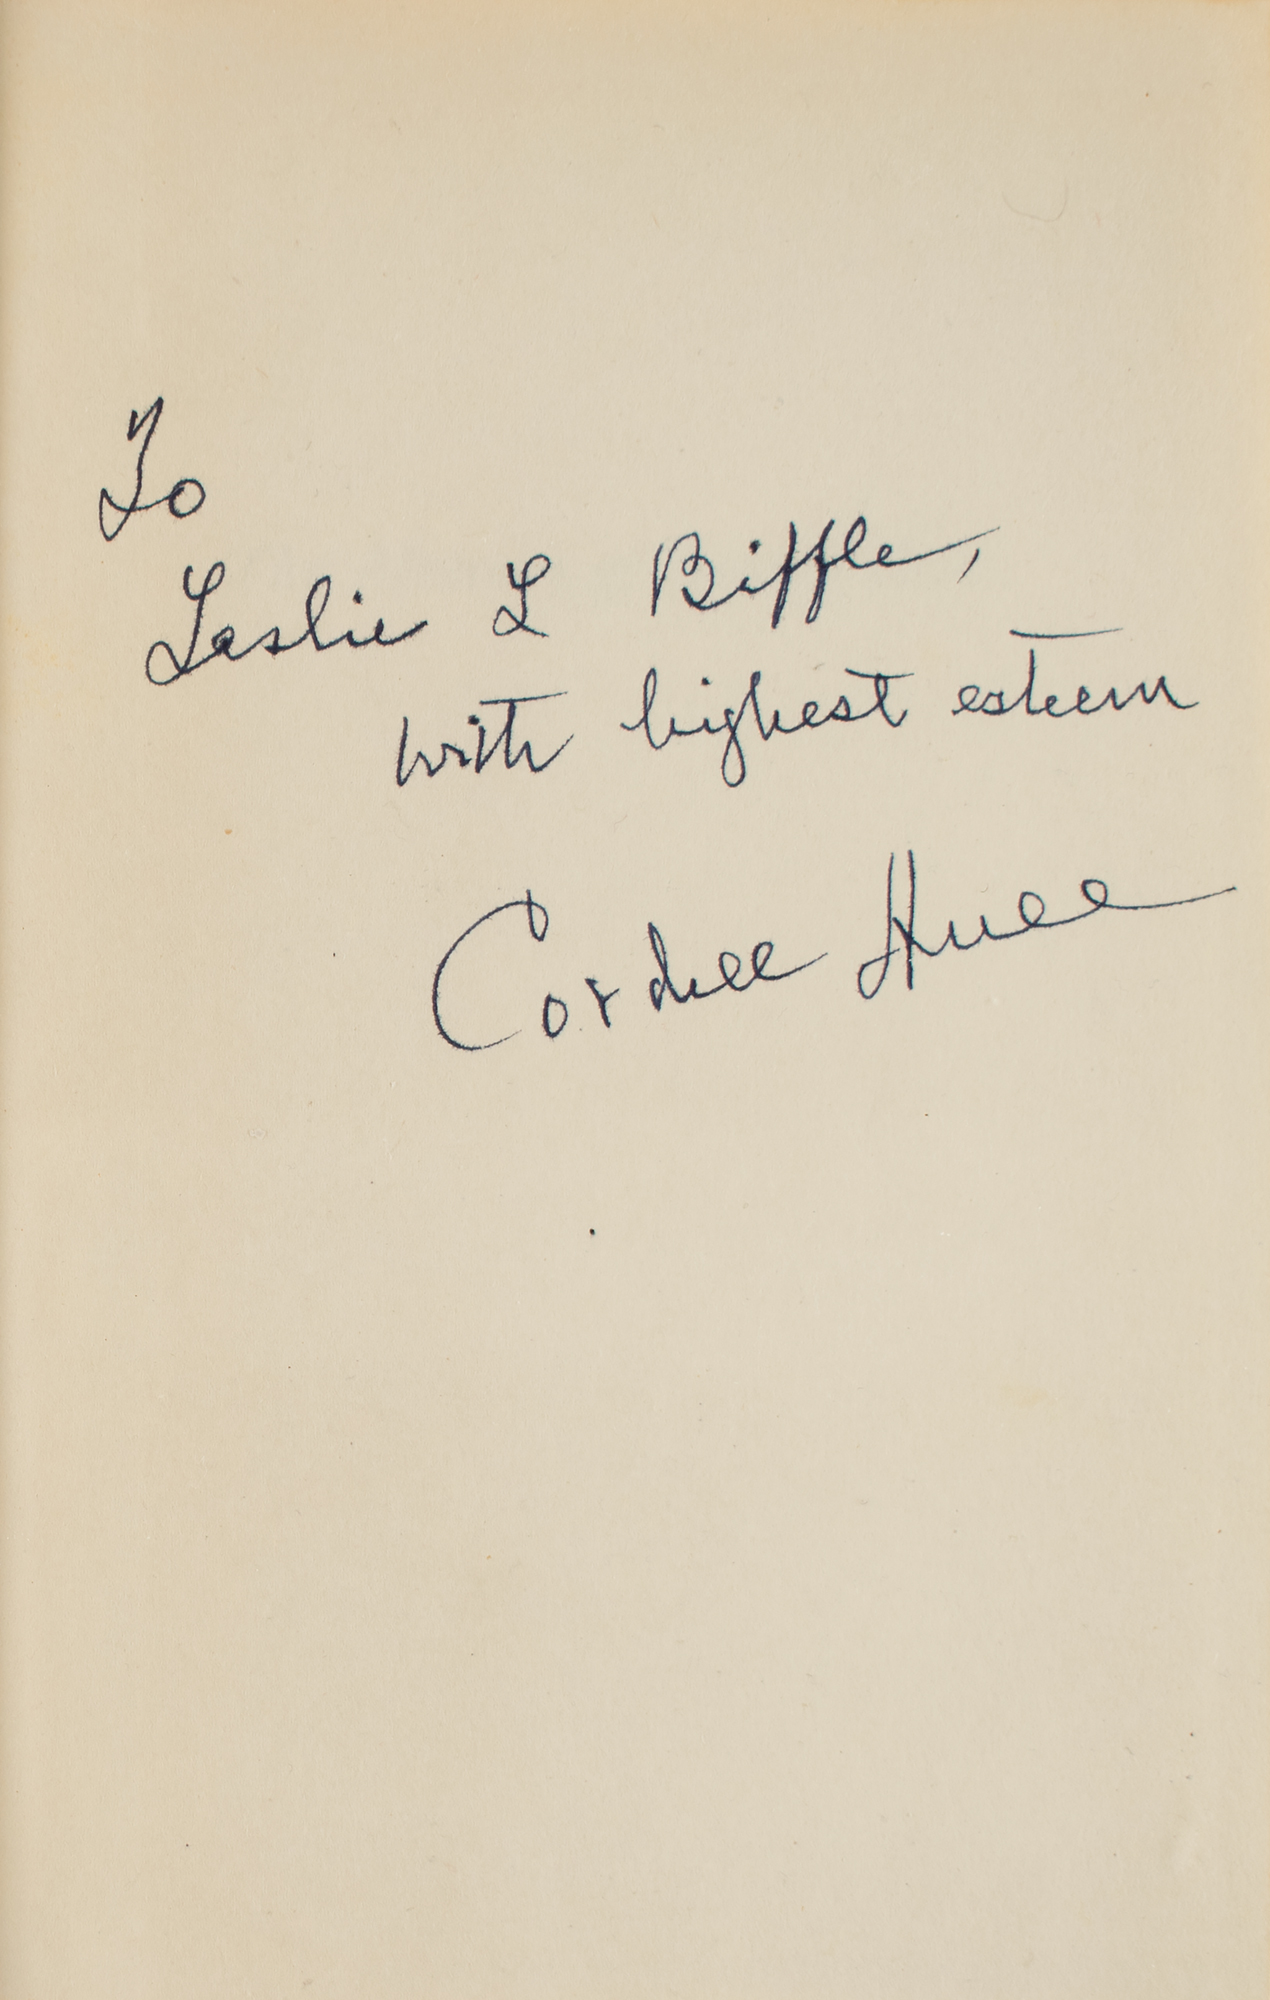 To
Leslie L Biffle,
with highest esteem
Cordell Hull